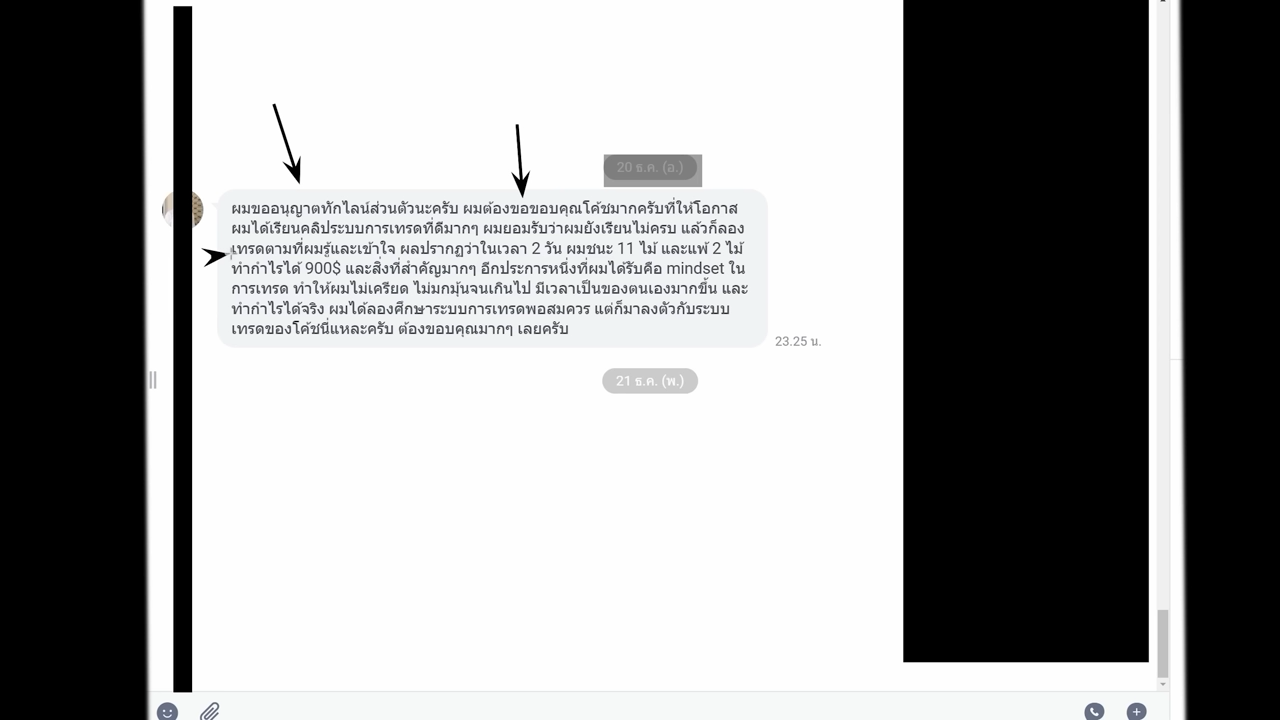 20 ธ.ค. (อ.)
ผมขออนุญาตทักไลน์ส่วนตัวนะครับ ผมต้องขอขอบคุณโค้ชมากครับที่ให้โอกาส
ผมได้เรียนคลิประบบการเทรดที่ดีมากๆ ผมยอมรับว่าผมยังเรียนไม่ครบ แล้วก็ลอง
เทรดตามที่ผมรู้และเข้าใจ ผลปรากฏว่าในเวลา 2 วัน ผมชนะ 11 ไม้ และแพ้ 2 ไม้
ทำกำไรได้ 900$ และสิ่งที่สำคัญมากๆ อีกประการหนึ่งที่ผมได้รับคือ mindset ใน
การเทรด ทำให้ผมไม่เครียด ไม่มกมุ้นจนเกินไป มีเวลาเป็นของตนเองมากขึ้น และ
ทำกำไรได้จริง ผมได้ลองศึกษาระบบการเทรดพอสมควร แต่ก็มาลงตัวกับระบบ
เทรดของโค้ชนี่แหละครับ ต้องขอบคุณมากๆ เลยครับ
23.25 น.
21 ธ.ค. (พ.)